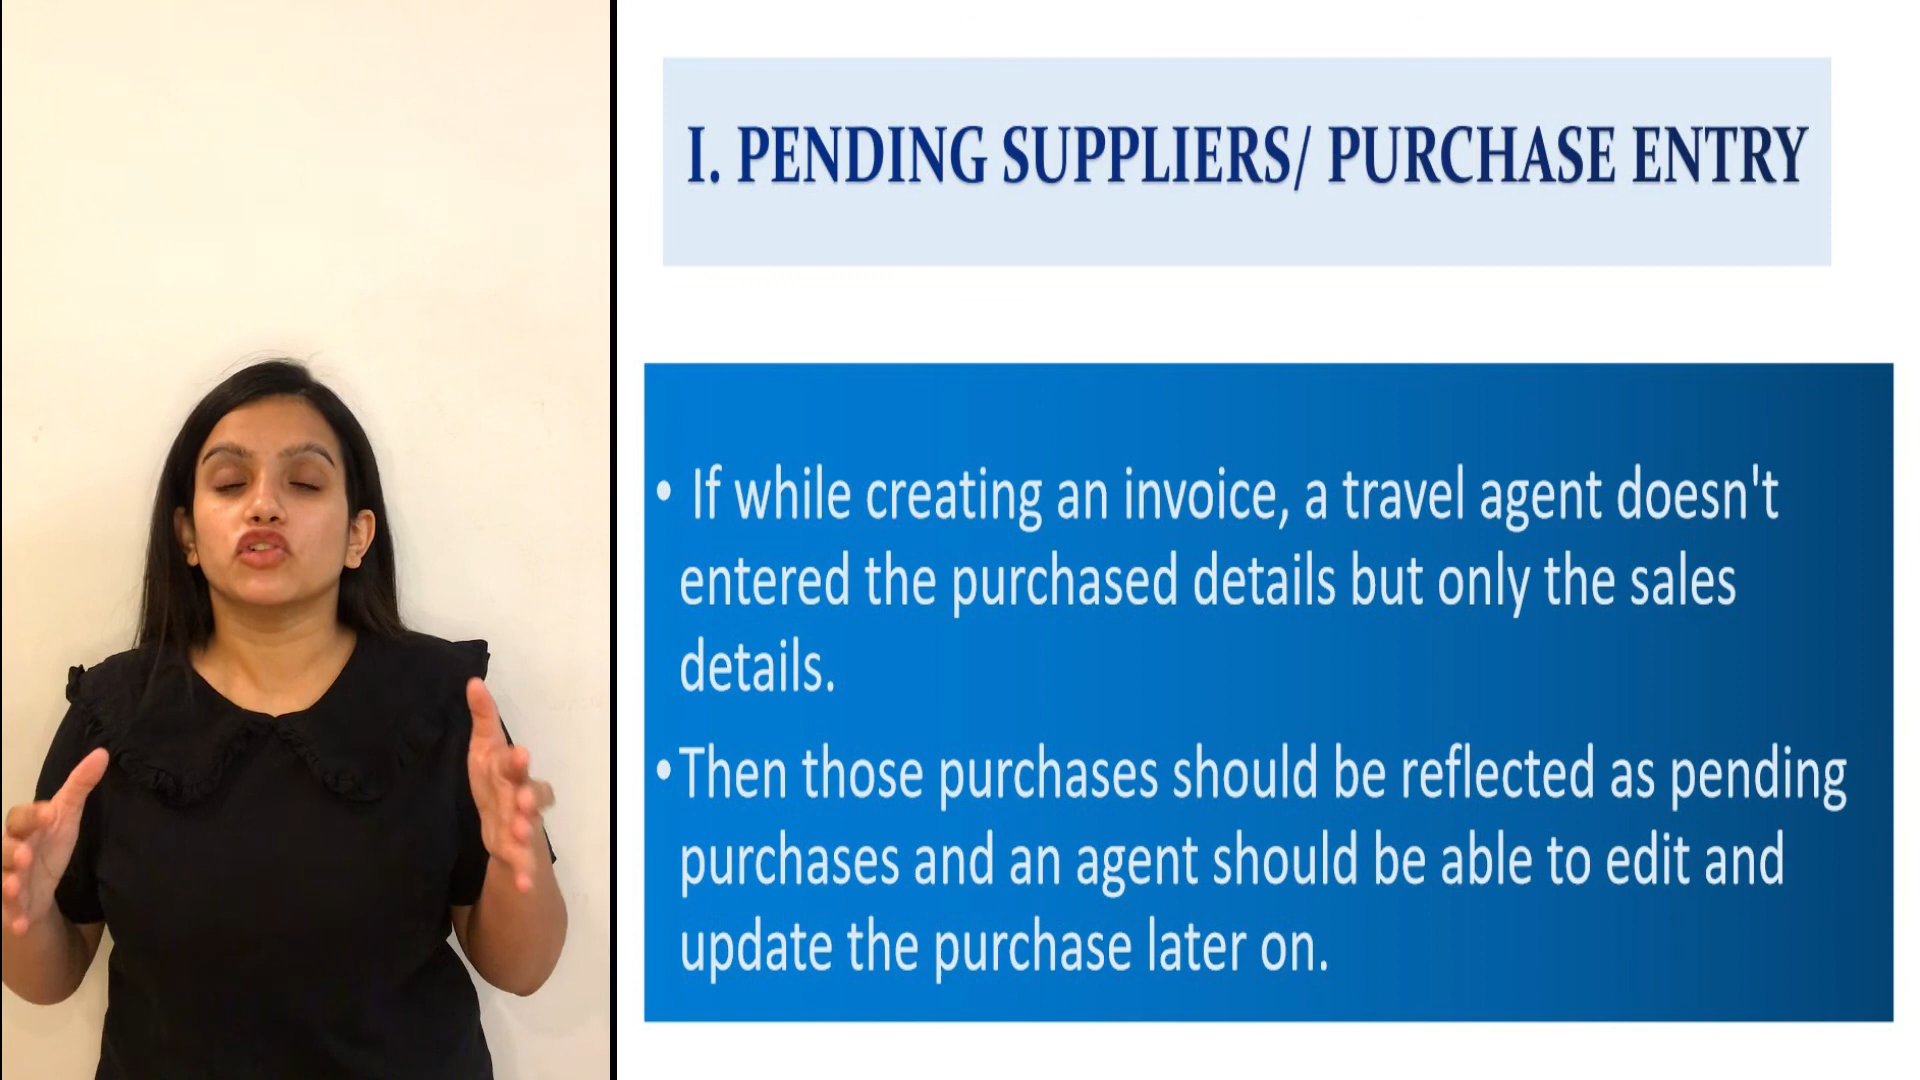 I. PENDING SUPPLIERS/ PURCHASE ENTRY
• If while creating an invoice, a travel agent doesn't
entered the purchased details but only the sales
details.
•Then those purchases should be reflected as pending
purchases and an agent should be able to edit and
update the purchase later on.